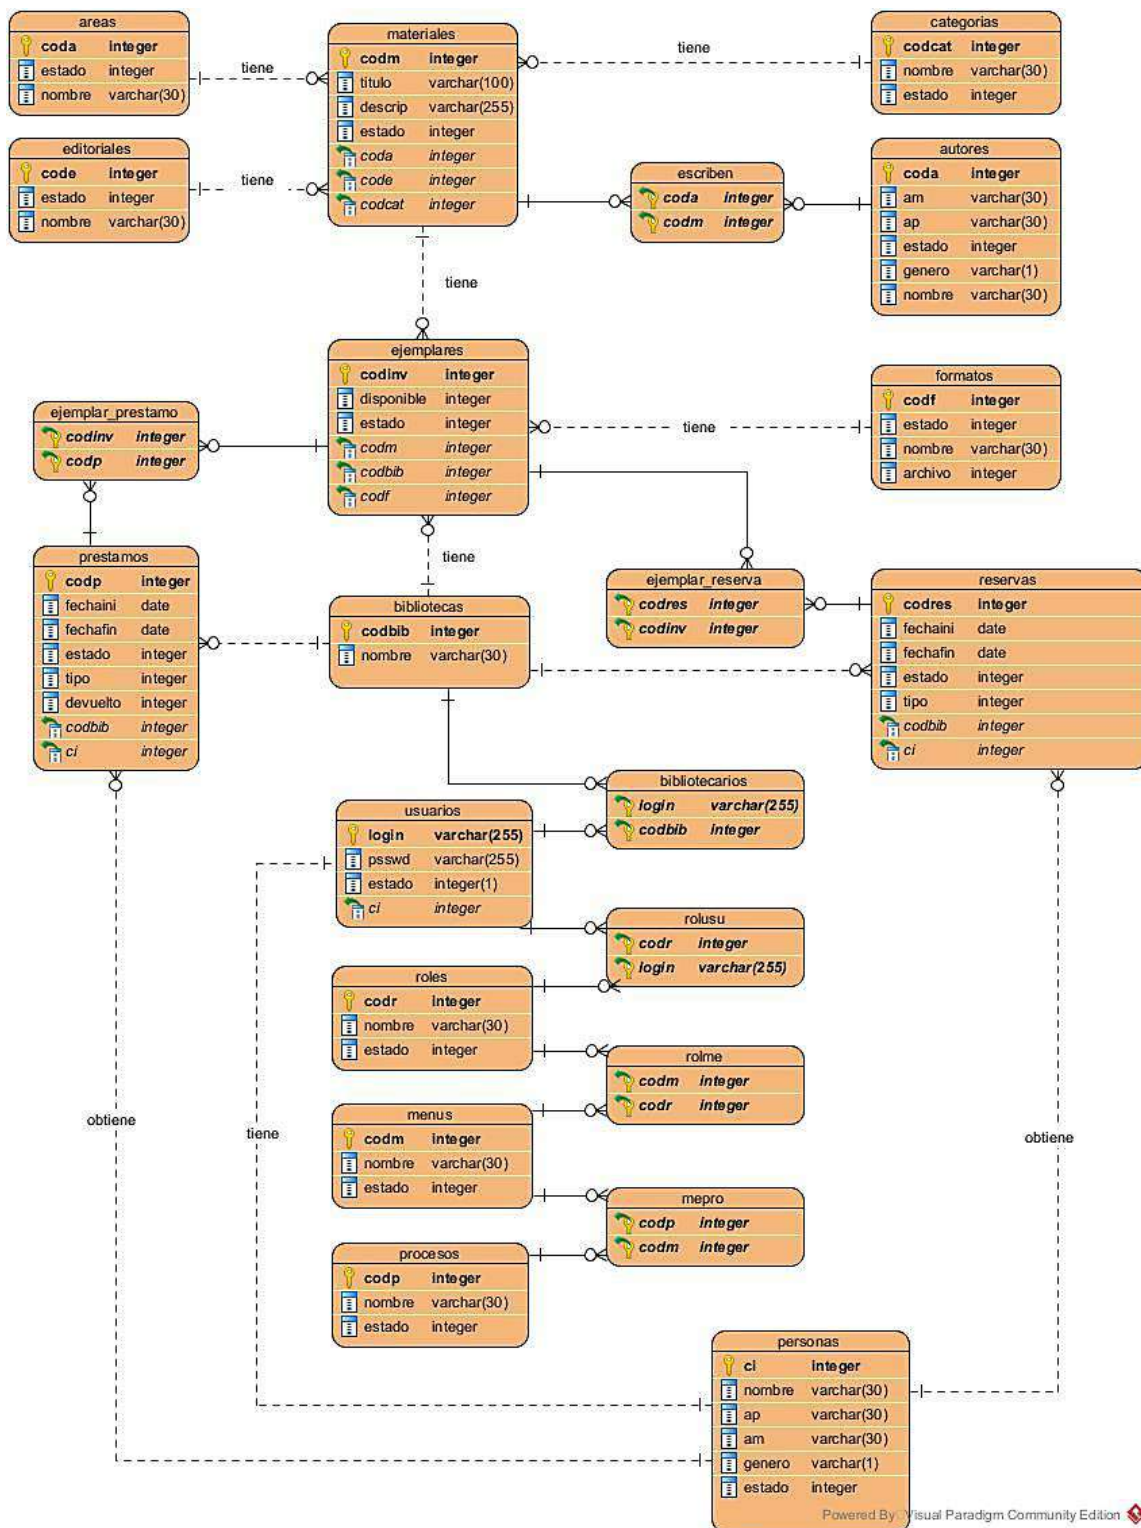 areas
coda integer
estado integer
nombre varchar(30)
tiene
materiales
codm integer
titulo varchar(100)
descrip varchar(255)
estado integer
coda integer
code integer
codcat integer
tiene
categorias
codcat integer
nombre varchar(30)
estado integer
editoriales
code integer
estado integer
nombre varchar(30)
tiene
escriben
coda integer
codm integer
autores
coda integer
am varchar(30)
ap varchar(30)
estado integer
genero varchar(1)
nombre varchar(30)
tiene
ejemplares
codinv integer
disponible integer
estado integer
codm integer
codbib integer
codf integer
tiene
formatos
codf integer
estado integer
nombre varchar(30)
archivo integer
ejemplar_prestamo
codinv integer
codp integer
tiene
prestamos
codp integer
fechaini date
fechafin date
estado integer
tipo integer
devuelto integer
codbib integer
ci integer
bibliotecas
codbib integer
nombre varchar(30)
ejemplar_reserva
codres integer
codinv integer
reservas
codres integer
fechaini date
fechafin date
estado integer
tipo integer
codbib integer
ci integer
bibliotecarios
login varchar(255)
codbib integer
usuarios
login varchar(255)
psswd varchar(255)
estado integer(1)
ci integer
rolusu
codr integer
login varchar(255)
roles
codr integer
nombre varchar(30)
estado integer
rolme
codm integer
codr integer
menus
codm integer
nombre varchar(30)
estado integer
obtiene
tiene
obtiene
mepro
codp integer
codm integer
procesos
codp integer
nombre varchar(30)
estado integer
personas
ci integer
nombre varchar(30)
ap varchar(30)
am varchar(30)
genero varchar(1)
estado integer
Powered By Visual Paradigm Community Edition